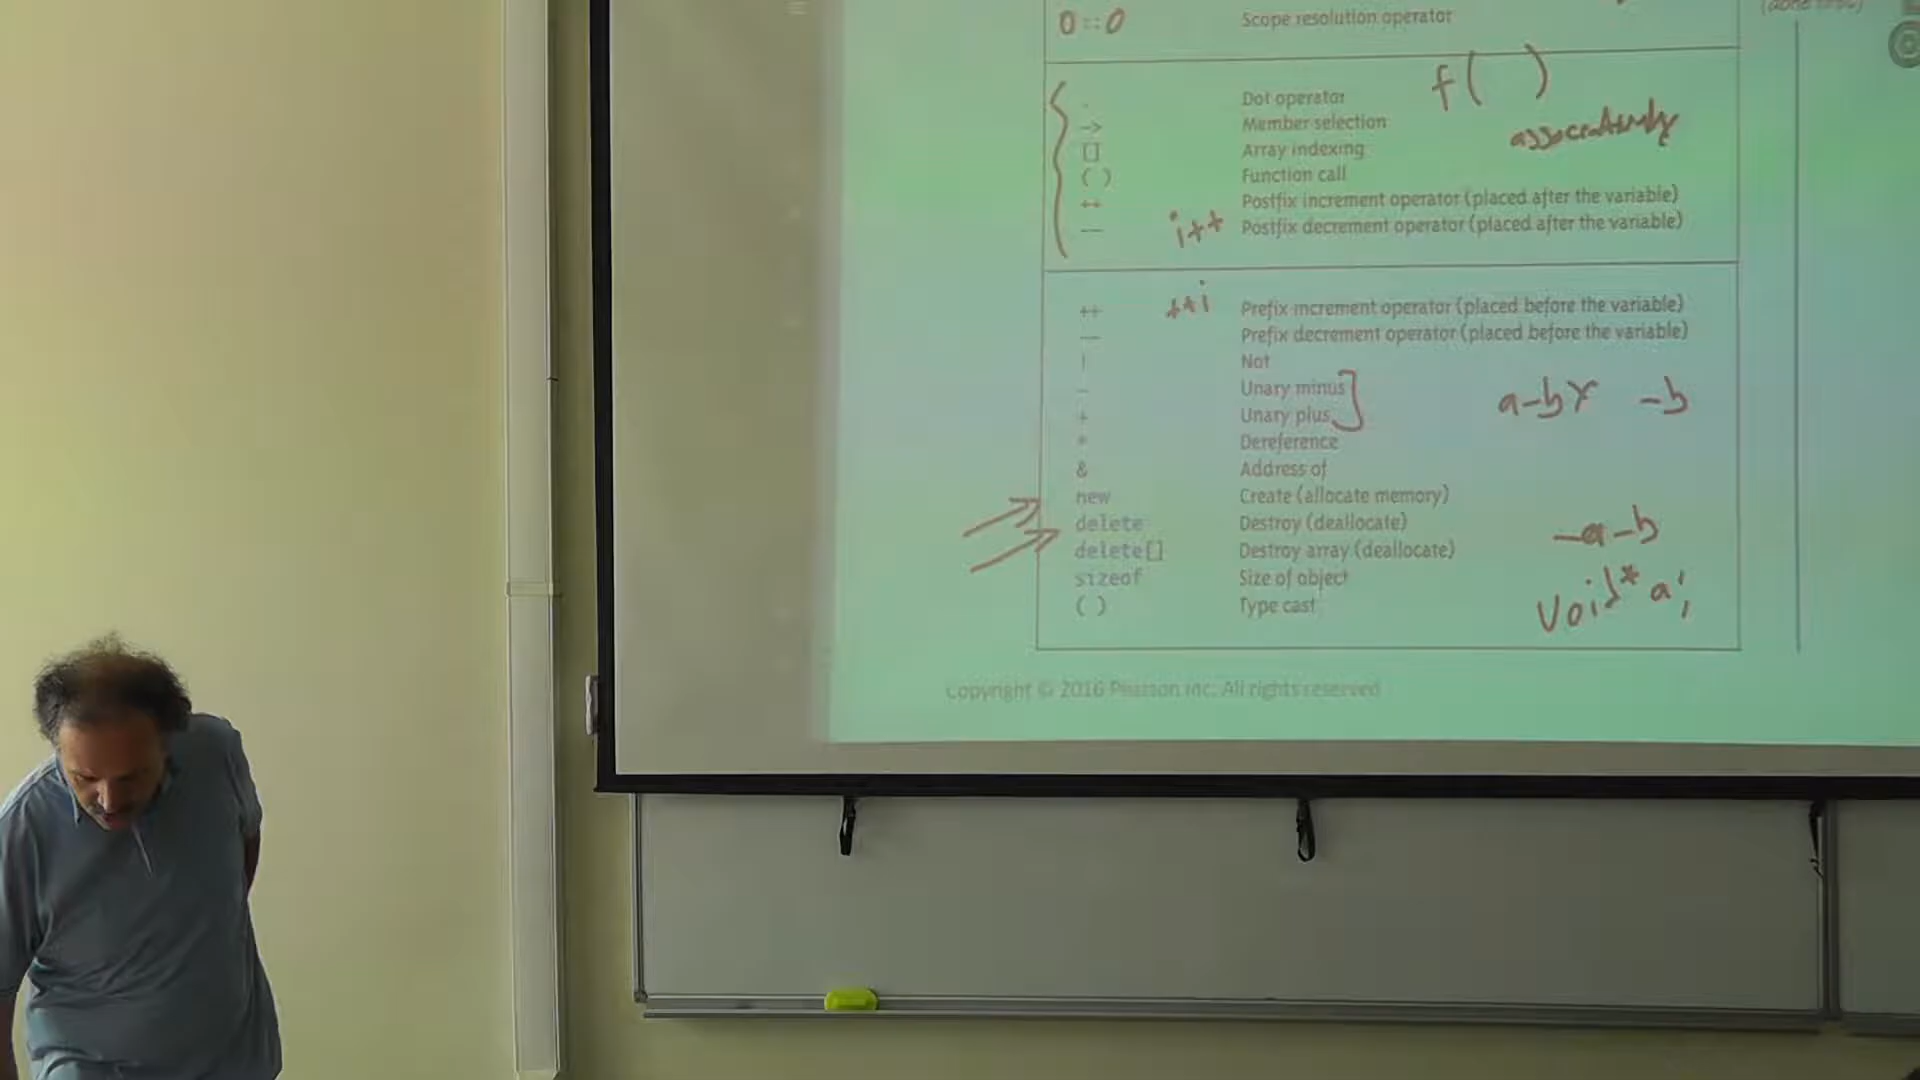 0::0 Scope resolution operator
f( )
. Dot operator
-> Member selection
[] Array indexing
( ) Function call
++ Postfix increment operator (placed after the variable)
-- i++ Postfix decrement operator (placed after the variable)
++ ++i Prefix increment operator (placed before the variable)
-- Prefix decrement operator (placed before the variable)
! Not
- Unary minus
a-bx -b
+ Unary plus
* Dereference
& Address of
new Create (allocate memory)
delete Destroy (deallocate)
-a-b
delete[] Destroy array (deallocate)
sizeof Size of object
void* a;
( ) Type cast
Copyright © 2016 Pearson Inc. All rights reserved